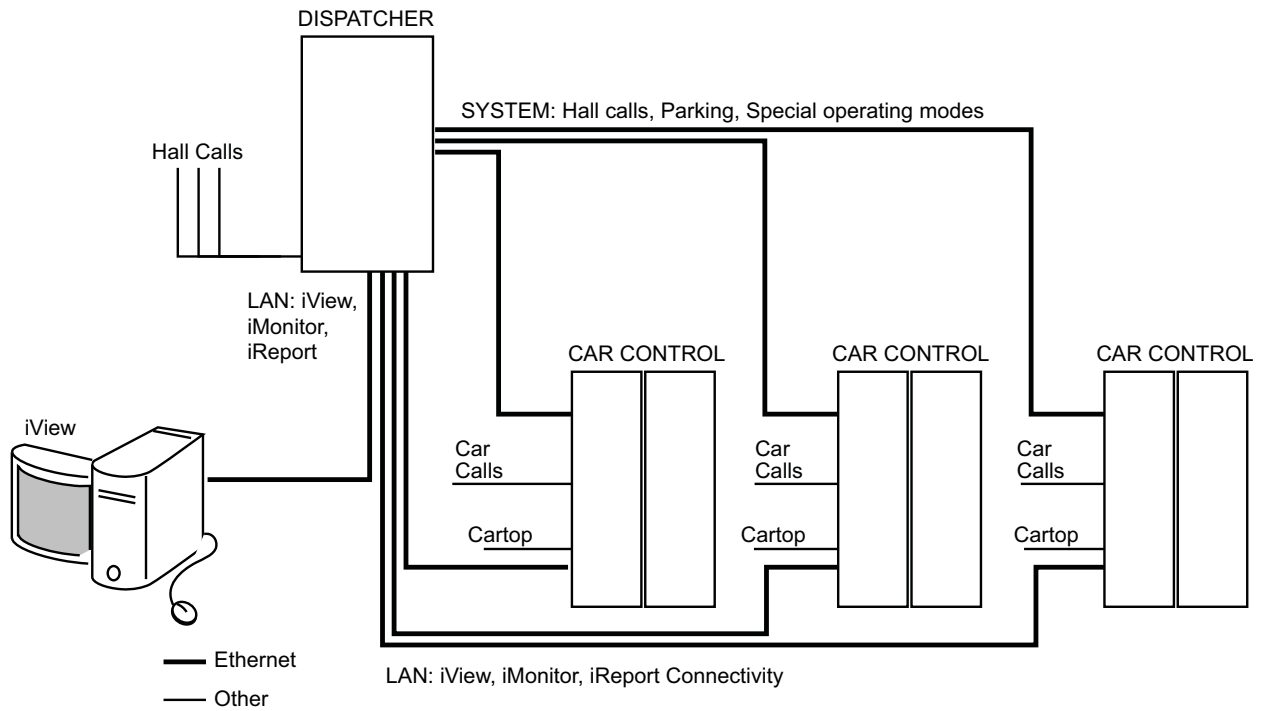 DISPATCHER
SYSTEM: Hall calls, Parking, Special operating modes
Hall Calls
LAN: iView,
iMonitor,
iReport
CAR CONTROL
CAR CONTROL
CAR CONTROL
iView
Car
Calls
Car
Calls
Car
Calls
Cartop
Cartop
Cartop
Ethernet
LAN: iView, iMonitor, iReport Connectivity
Other